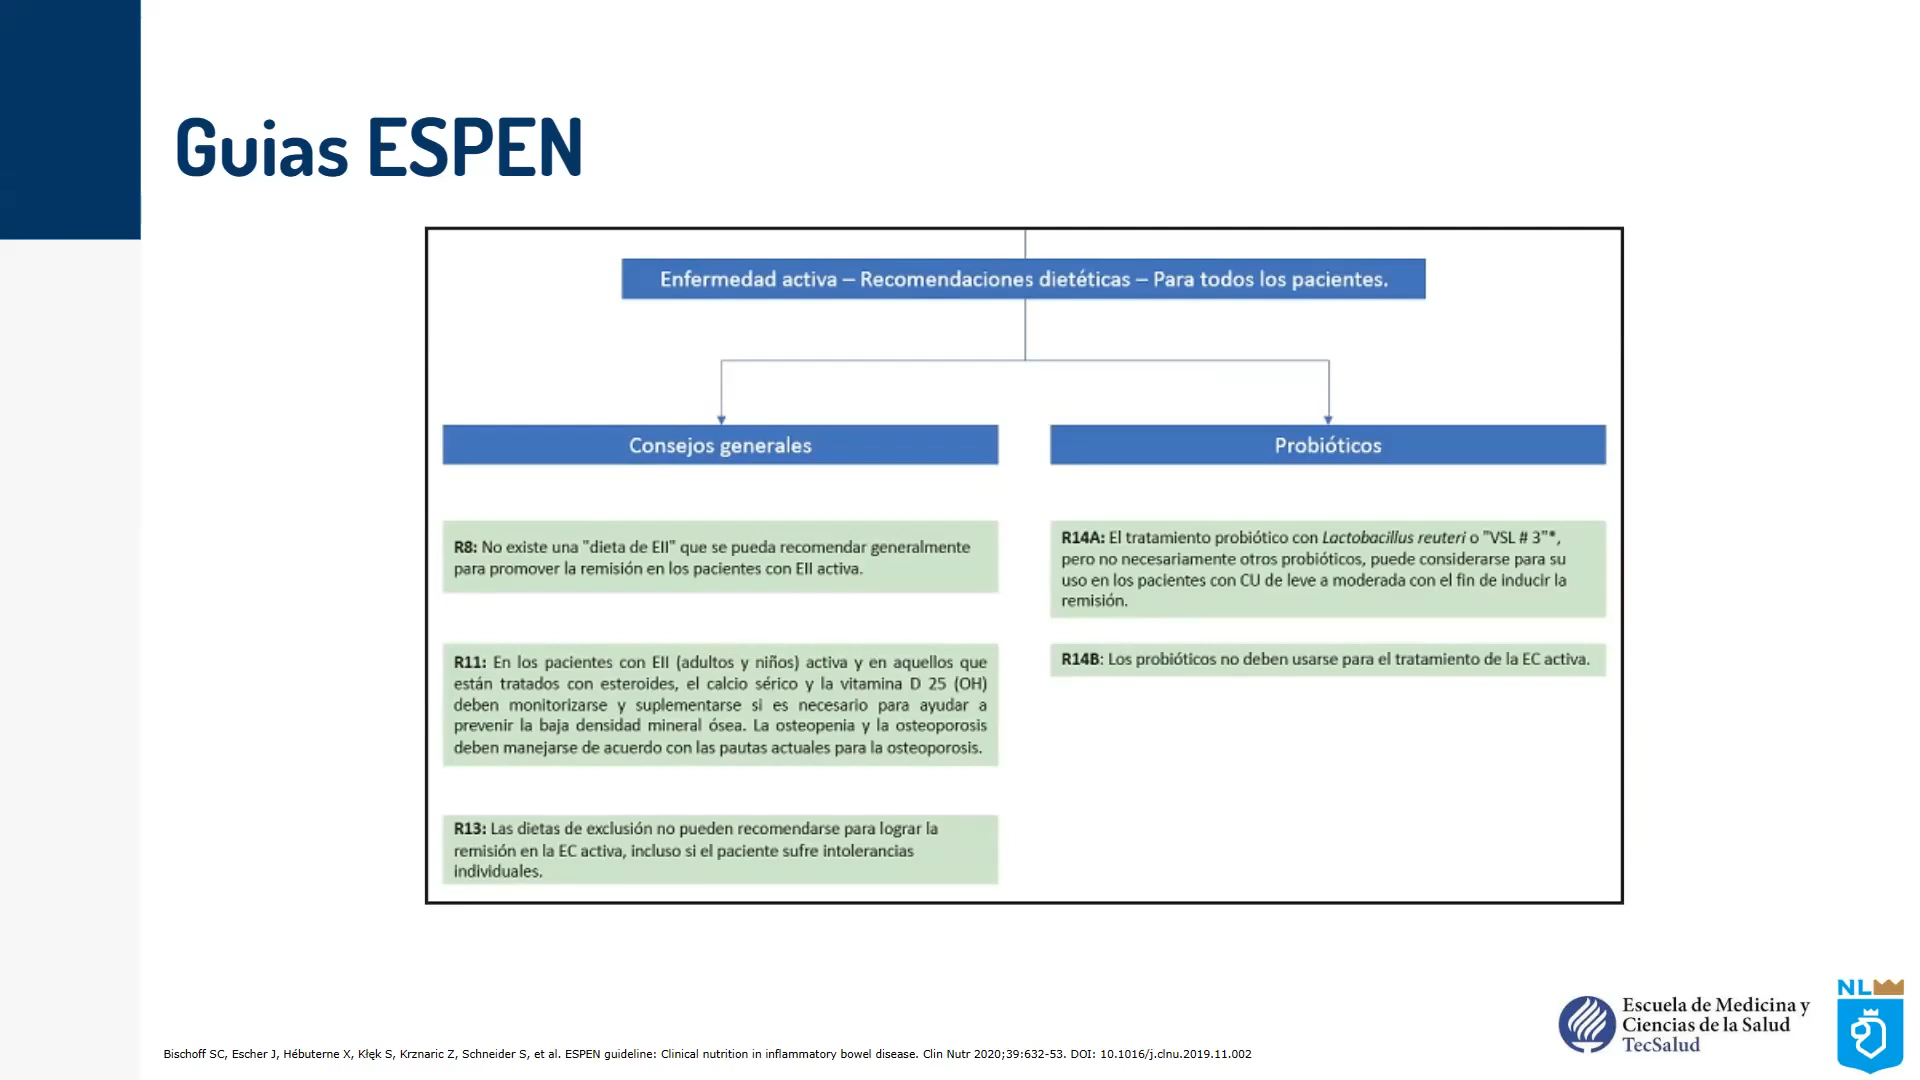 Guias ESPEN
Enfermedad activa – Recomendaciones dietéticas – Para todos los pacientes.
Consejos generales
R8: No existe una "dieta de EII" que se pueda recomendar generalmente
para promover la remisión en los pacientes con EII activa.
R11: En los pacientes con EII (adultos y niños) activa y en aquellos que
están tratados con esteroides, el calcio sérico y la vitamina D 25 (OH)
deben monitorizarse y suplementarse si es necesario para ayudar a
prevenir la baja densidad mineral ósea. La osteopenia y la osteoporosis
deben manejarse de acuerdo con las pautas actuales para la osteoporosis.
R13: Las dietas de exclusión no pueden recomendarse para lograr la
remisión en la EC activa, incluso si el paciente sufre intolerancias
individuales.
Probióticos
R14A: El tratamiento probiótico con Lactobacillus reuteri o "VSL # 3"*,
pero no necesariamente otros probióticos, puede considerarse para su
uso en los pacientes con CU de leve a moderada con el fin de inducir la
remisión.
R14B: Los probióticos no deben usarse para el tratamiento de la EC activa.
Bischoff SC, Escher J, Hébuterne X, Kłęk S, Krznaric Z, Schneider S, et al. ESPEN guideline: Clinical nutrition in inflammatory bowel disease. Clin Nutr 2020;39:632-53. DOI: 10.1016/j.clnu.2019.11.002
Escuela de Medicina y
Ciencias de la Salud
TecSalud
NL